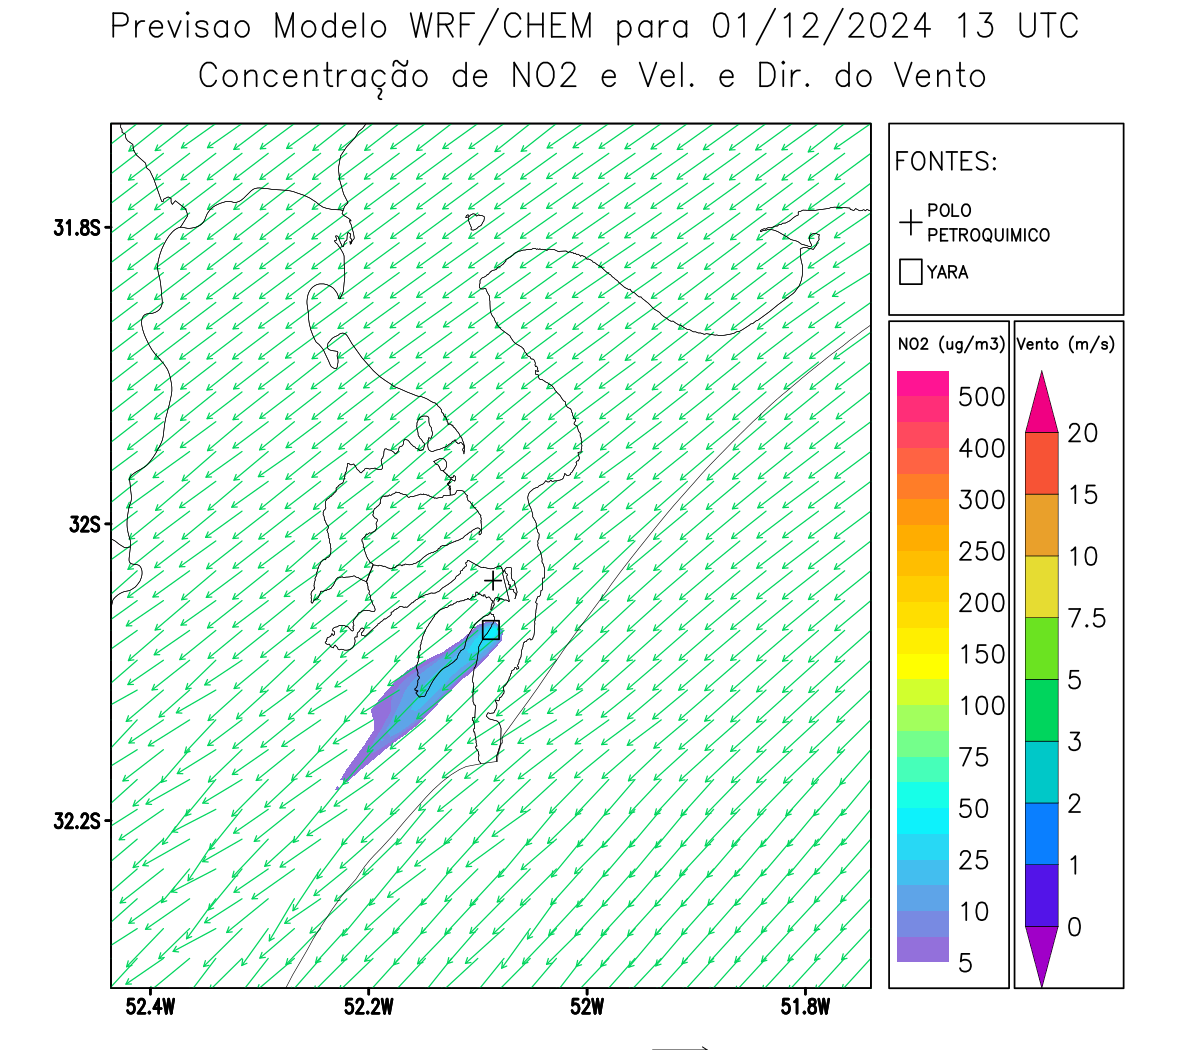 Previsao Modelo WRF/CHEM para 01/12/2024 13 UTC
Concentração de NO2 e Vel. e Dir. do Vento
FONTES:
POLO
PETROQUIMICO
YARA
NO2 (ug/m3)
500
400
300
250
200
150
100
75
50
25
10
5
Vento (m/s)
20
15
10
7.5
5
3
2
1
0
31.8S
32S
32.2S
52.4W
52.2W
52W
51.8W